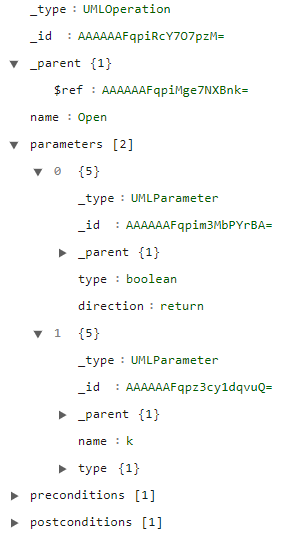 _type : UMLOperation
_id : AAAAAAFqpiRcY7O7pzM=
_parent {1}
$ref : AAAAAAFqpiMge7NXBnk=
name : Open
parameters [2]
0 {5}
_type : UMLParameter
_id : AAAAAAFqpim3MbPYrBA=
_parent {1}
type : boolean
direction : return
1 {5}
_type : UMLParameter
_id : AAAAAAFqpz3cy1dqvuQ=
_parent {1}
name : k
type {1}
preconditions [1]
postconditions [1]